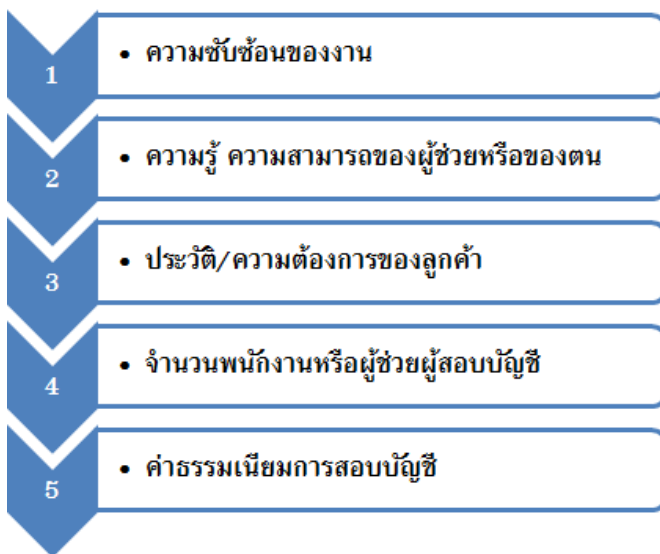 1
• ความซับซ้อนของงาน
2
• ความรู้ ความสามารถของผู้ช่วยหรือของตน
3
• ประวัติ/ความต้องการของลูกค้า
4
• จำนวนพนักงานหรือผู้ช่วยผู้สอบบัญชี
5
• ค่าธรรมเนียมการสอบบัญชี